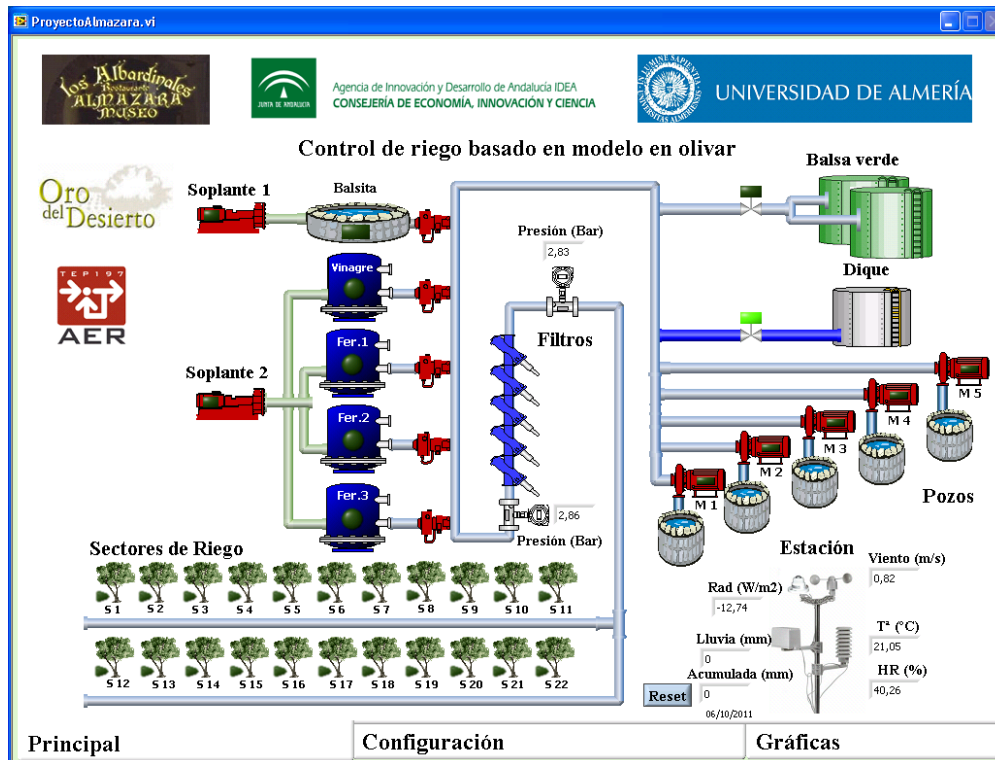 ProyectoAlmazara.vi
los Albardinales
Restaurante
ALMAZARA
MUSEO
JUNTA DE ANDALUCIA
Agencia de Innovación y Desarrollo de Andalucía IDEA
CONSEJERÍA DE ECONOMÍA, INNOVACIÓN Y CIENCIA
UNIVERSIDAD DE ALMERÍA
Control de riego basado en modelo en olivar
Balsa verde
Oro
del Desierto
Soplante 1
Balsita
Presión (Bar)
2,83
Vinagre
Dique
TEP197
AER
Fer.1
Filtros
Soplante 2
Fer.2
M 5
M 4
M 3
M 2
M 1
Fer.3
Pozos
2,86
Presión (Bar)
Sectores de Riego
Estación
Viento (m/s)
0,82
Rad (W/m2)
-12,74
S 1 S 2 S 3 S 4 S 5 S 6 S 7 S 8 S 9 S 10 S 11
Tª (°C)
21,05
Lluvia (mm)
0
HR (%)
40,26
Acumulada (mm)
Reset
0
06/10/2011
S 12 S 13 S 14 S 15 S 16 S 17 S 18 S 19 S 20 S 21 S 22
Principal
Configuración
Gráficas